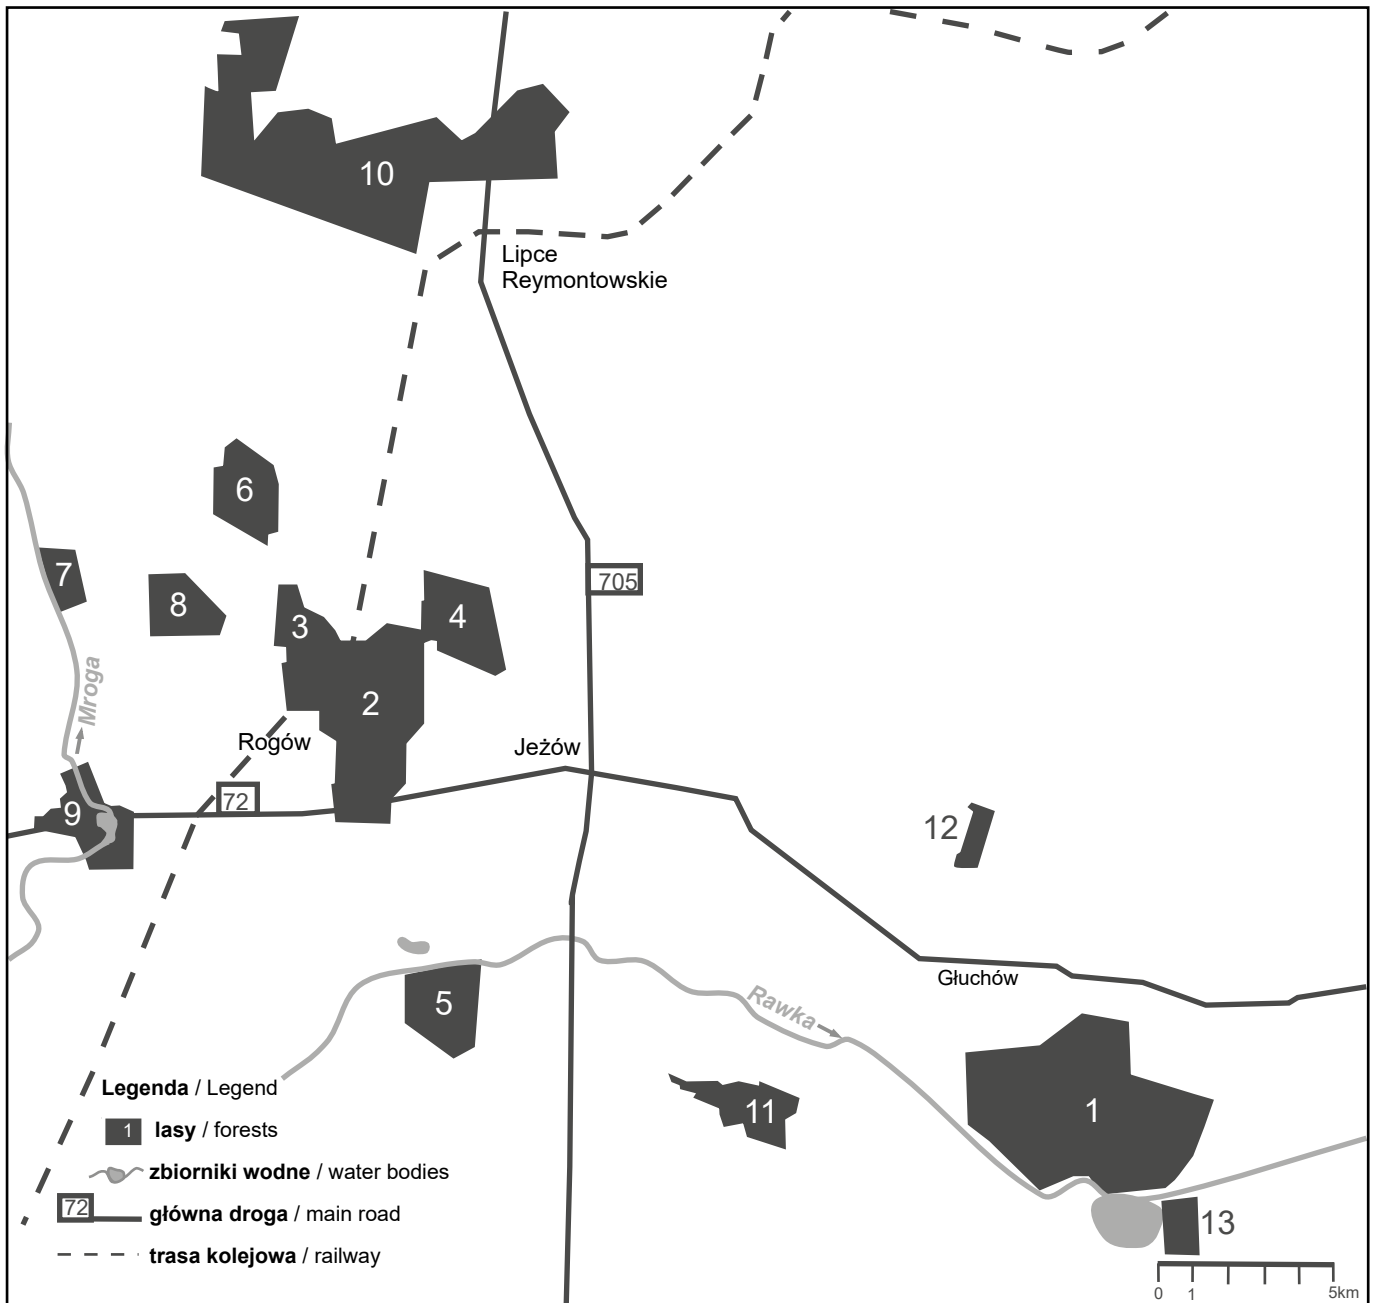 10
Lipce
Reymontowskie
6
7
8
3
4
705
2
Mroga
Rogów
Jeżów
72
9
12
Głuchów
5
Rawka
11
1
13
Legenda / Legend
1 lasy / forests
zbiorniki wodne / water bodies
72 główna droga / main road
trasa kolejowa / railway
0 1 5km